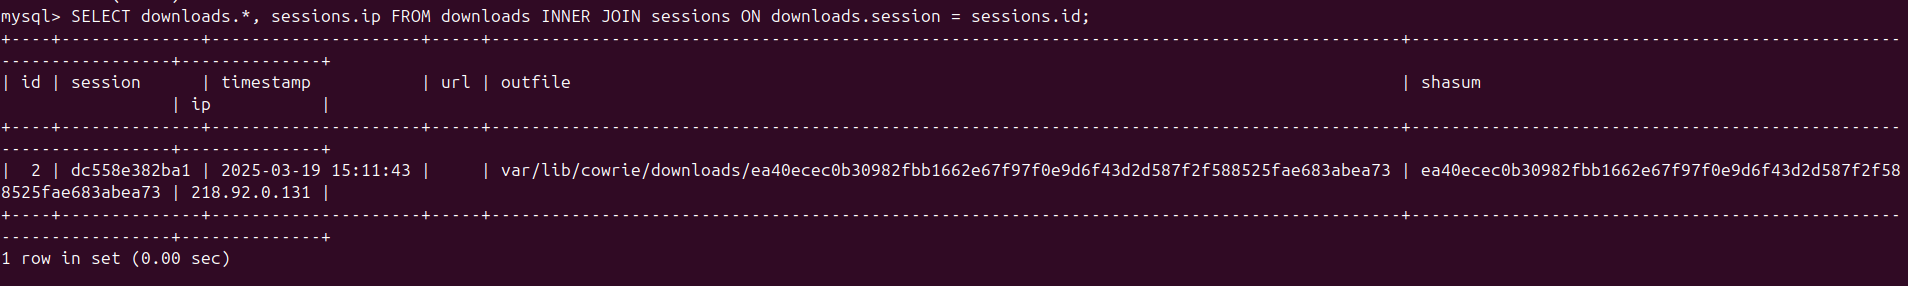 mysql> SELECT downloads.*, sessions.ip FROM downloads INNER JOIN sessions ON downloads.session = sessions.id;
+----+--------------+---------------------+-----+-------------------------------------------------------------------------------------------+-------------------------------------------------
-----------------+--------------+
| id | session      | timestamp           | url | outfile                                                                                   | shasum
                 | ip           |
+----+--------------+---------------------+-----+-------------------------------------------------------------------------------------------+-------------------------------------------------
-----------------+--------------+
|  2 | dc558e382ba1 | 2025-03-19 15:11:43 |     | var/lib/cowrie/downloads/ea40ecec0b30982fbb1662e67f97f0e9d6f43d2d587f2f588525fae683abea73 | ea40ecec0b30982fbb1662e67f97f0e9d6f43d2d587f2f58
8525fae683abea73 | 218.92.0.131 |
+----+--------------+---------------------+-----+-------------------------------------------------------------------------------------------+-------------------------------------------------
-----------------+--------------+
1 row in set (0.00 sec)